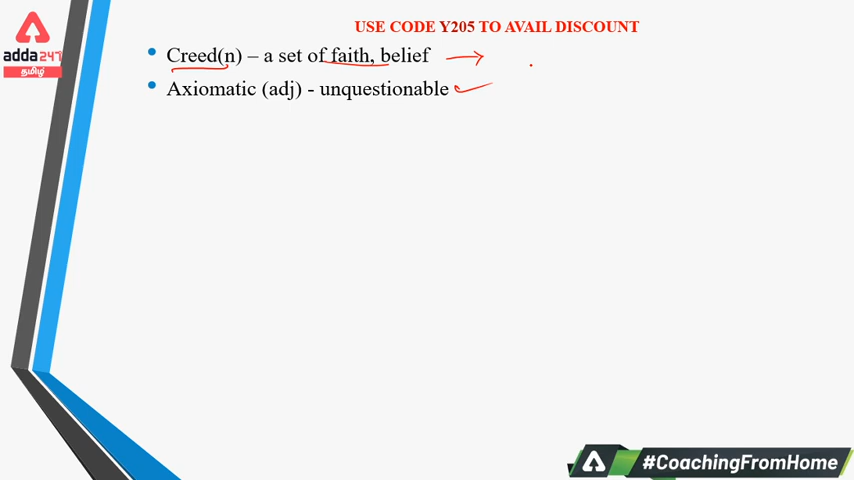 USE CODE Y205 TO AVAIL DISCOUNT
adda247
தமிழ்
• Creed(n) – a set of faith, belief
• Axiomatic (adj) - unquestionable
#CoachingFromHome